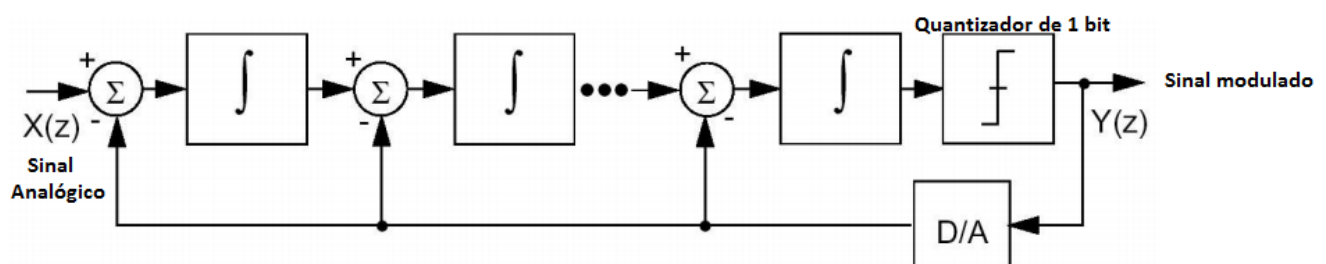 Quantizador de 1 bit
+
Σ
-
∫
+
Σ
-
∫
+
Σ
-
∫
X(z)
Sinal
Analógico
Sinal modulado
Y(z)
D/A